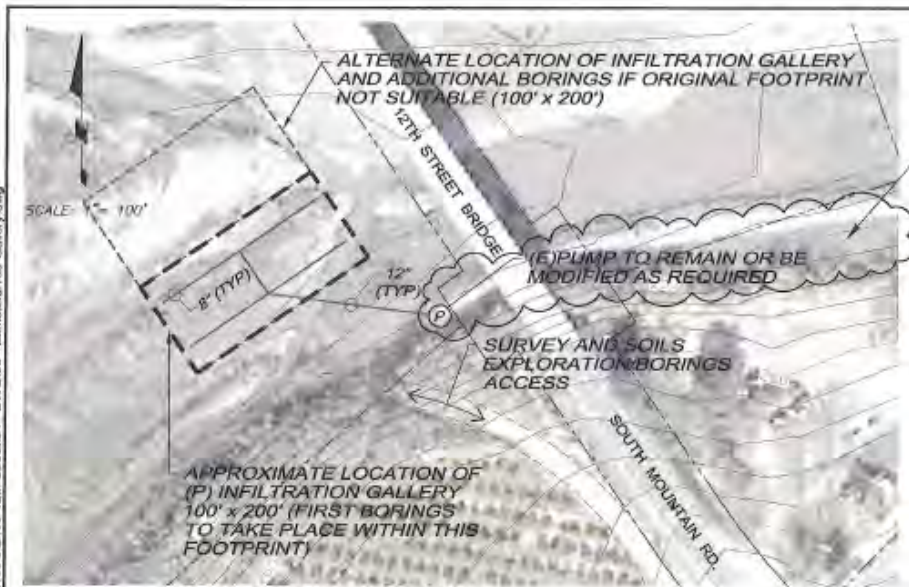 ALTERNATE LOCATION OF INFILTRATION GALLERY
AND ADDITIONAL BORINGS IF ORIGINAL FOOTPRINT
NOT SUITABLE (100' x 200')
12TH STREET BRIDGE
SCALE: 1"= 100'
8" (TYP)
12"
(TYP)
(E)PUMP TO REMAIN OR BE
MODIFIED AS REQUIRED
P
SURVEY AND SOILS
EXPLORATION/BORINGS
ACCESS
SOUTH MOUNTAIN RD.
APPROXIMATE LOCATION OF
(P) INFILTRATION GALLERY
100' x 200' (FIRST BORINGS
TO TAKE PLACE WITHIN THIS
FOOTPRINT)